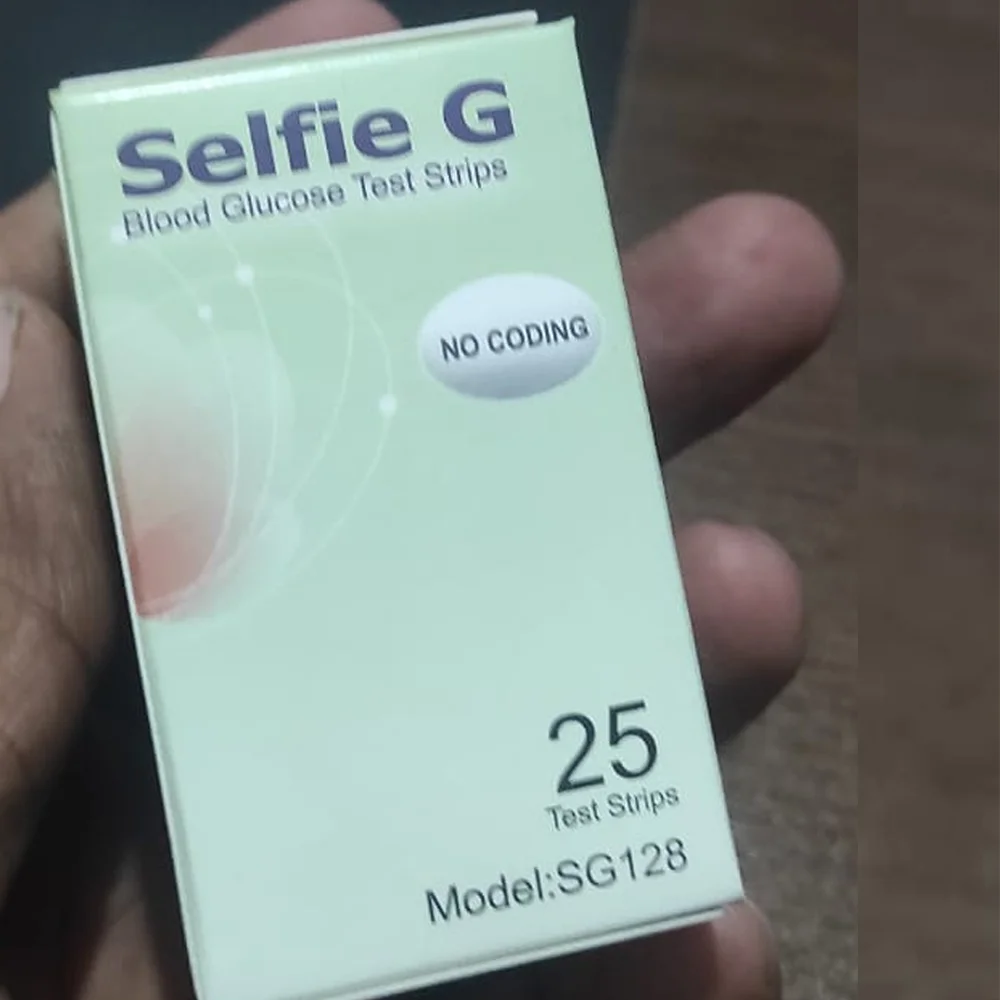 Selfie G
Blood Glucose Test Strips
NO CODING
25
Test Strips
Model:SG128